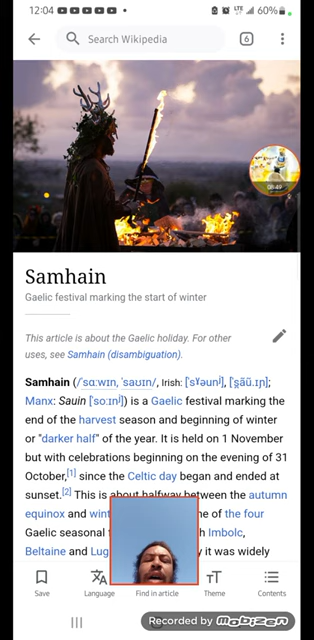 12:04
LTE
60%
Search Wikipedia
6
08:49
Samhain
Gaelic festival marking the start of winter
This article is about the Gaelic holiday. For other
uses, see Samhain (disambiguation).
Samhain (/ˈsɑːwɪn, ˈsaʊɪn/, Irish: [ˈsˠəunʲ], 
Manx: Sauin [ˈsoːɪnʲ]) is a Gaelic festival marking the
end of the harvest season and beginning of winter
or "darker half" of the year. It is held on 1 November
but with celebrations beginning on the evening of 31
October,[1] since the Celtic day began and ended at
sunset.[2] This is about halfway between the autumn
equinox and of the four
Gaelic seasonal Imbolc,
Beltaine and it was widely
Save
Language
Find in article
Theme
Contents
Recorded by mobizen